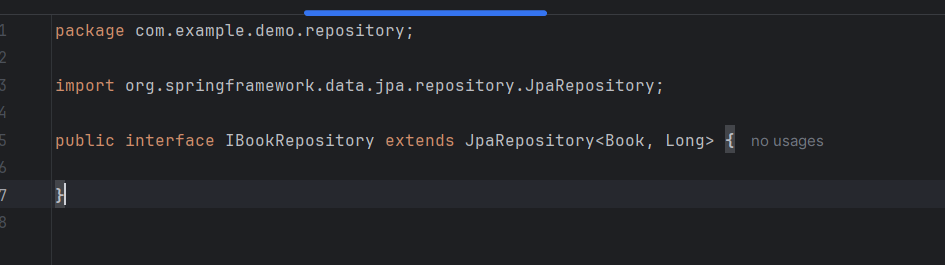 1 package com.example.demo.repository;
2
3 import org.springframework.data.jpa.repository.JpaRepository;
4
5 public interface IBookRepository extends JpaRepository<Book, Long> { no usages
6
7 }
8